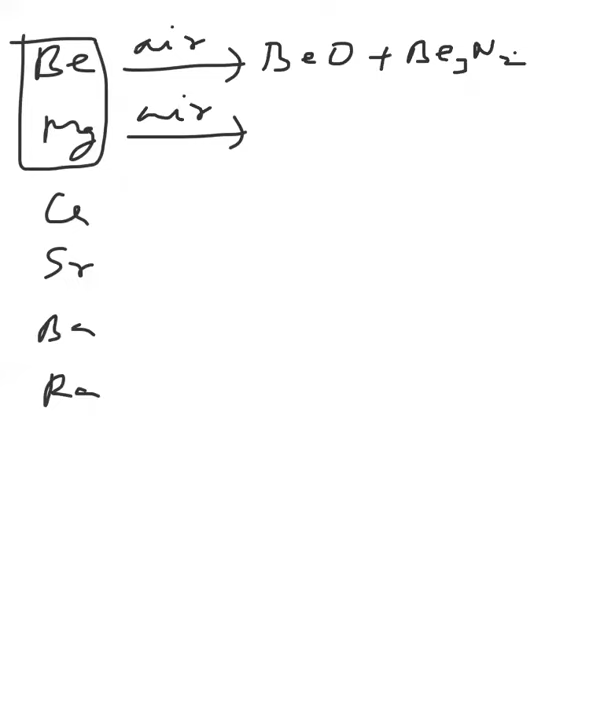 Be air → BeO + Be₃N₂
Mg air →
Ca
Sr
Ba
Ra